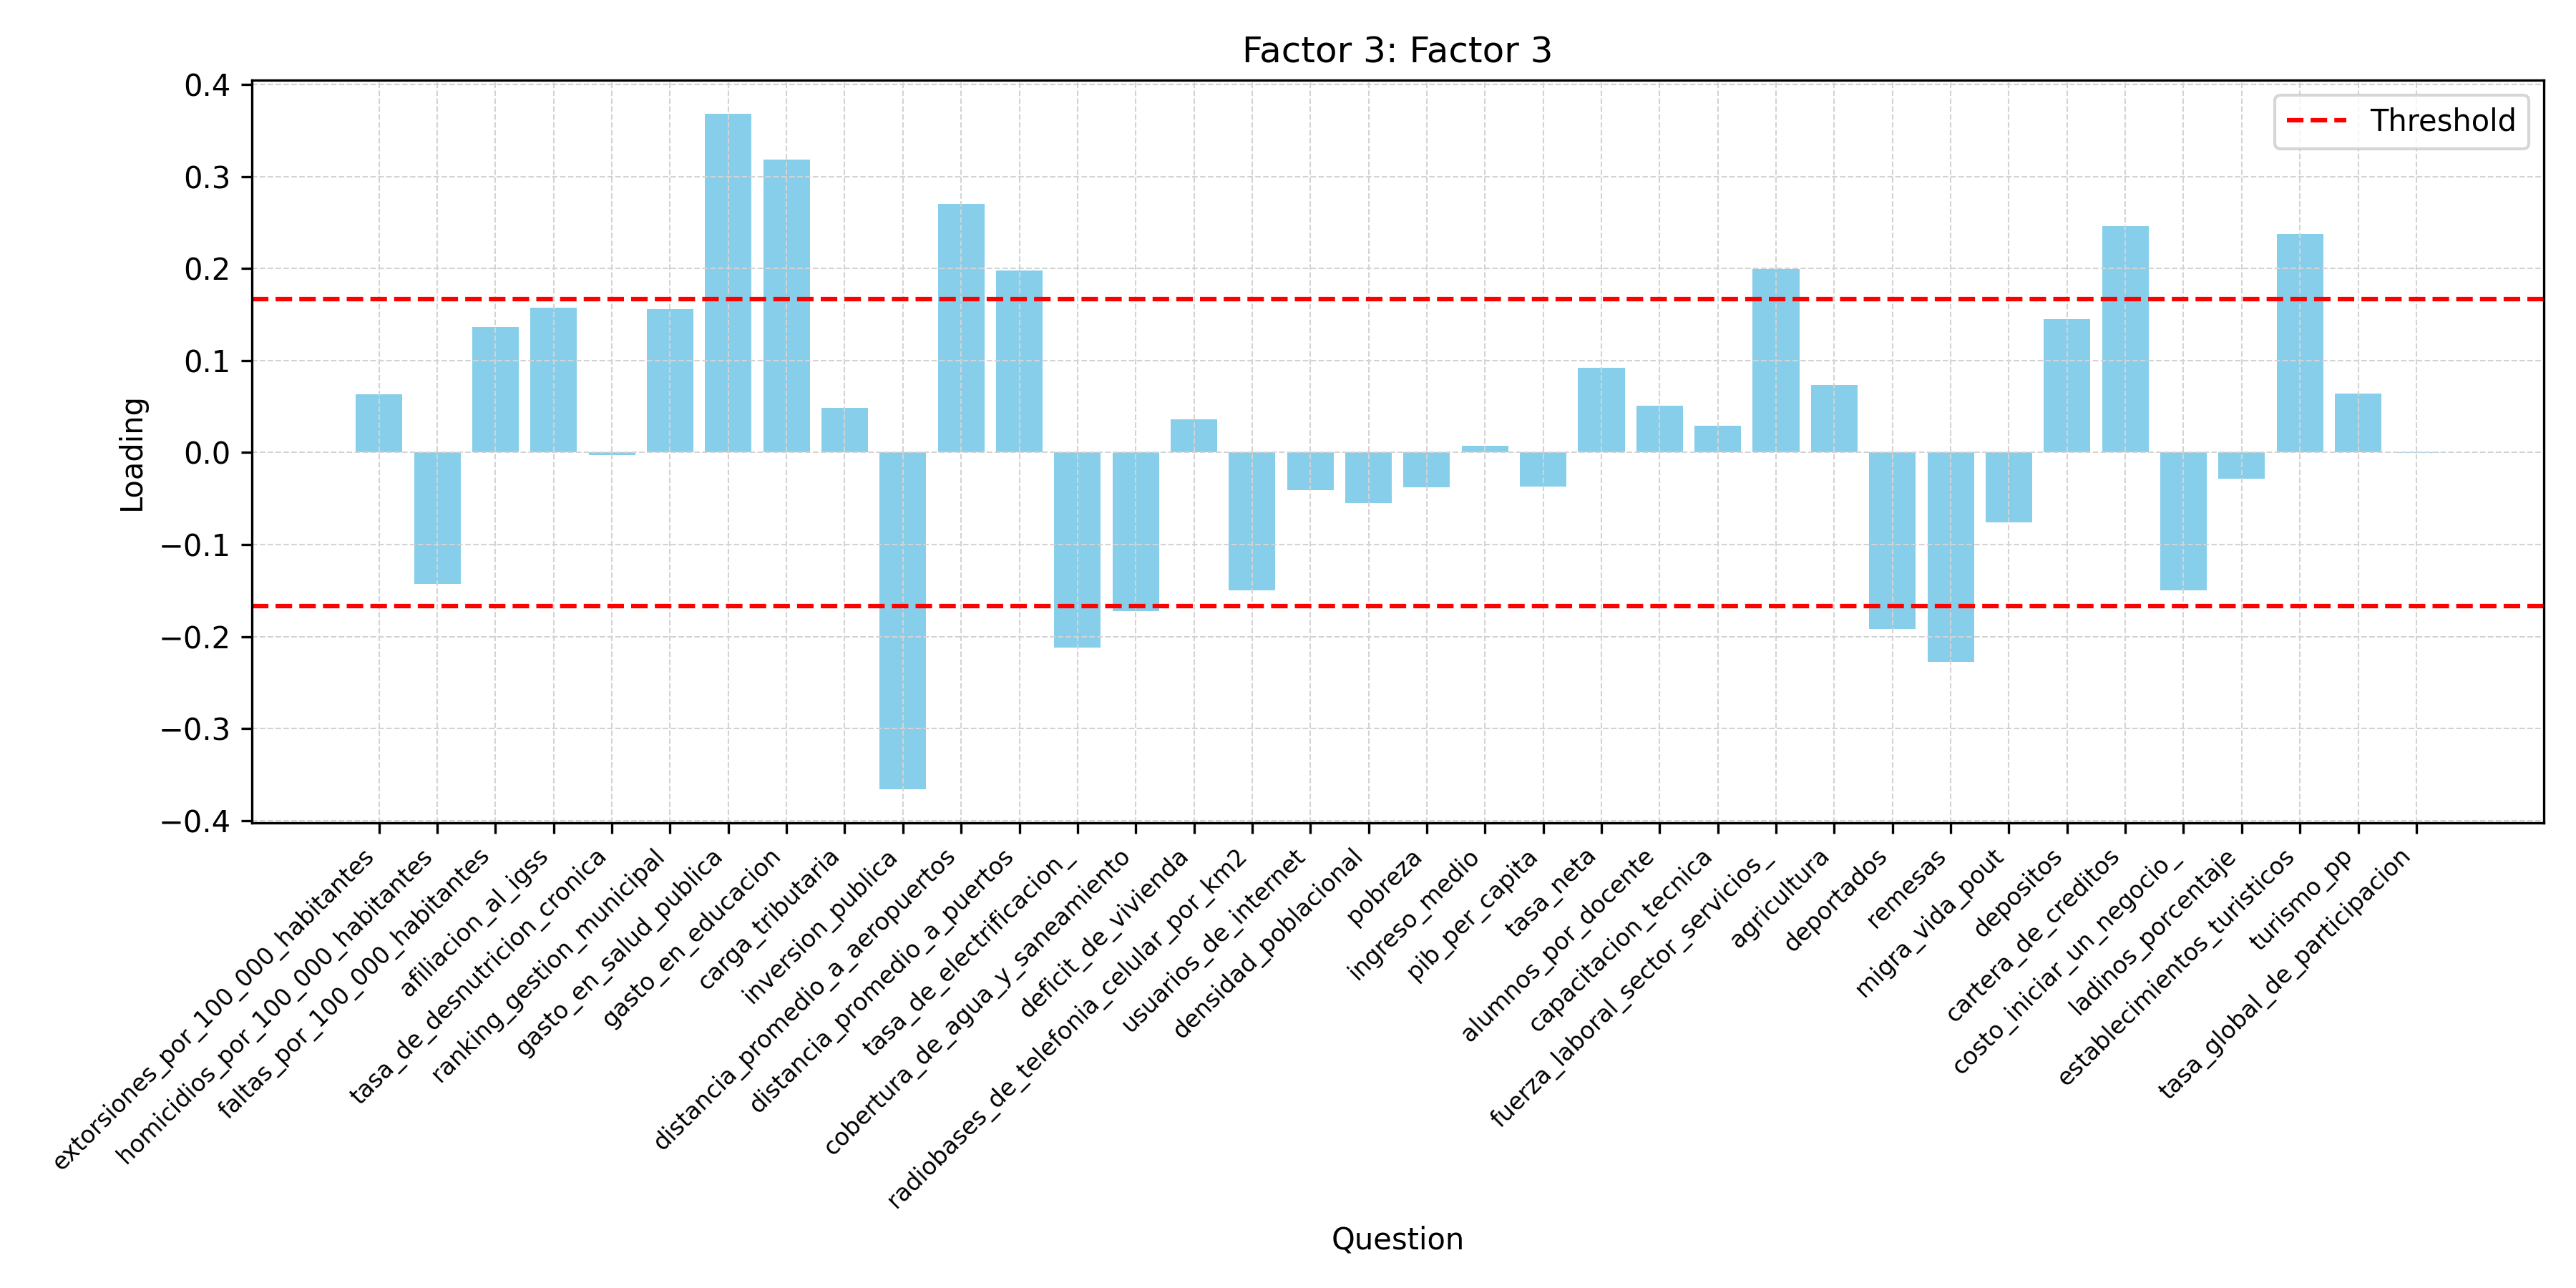 Factor 3: Factor 3
Threshold
Loading
0.4
0.3
0.2
0.1
0.0
−0.1
−0.2
−0.3
−0.4
extorsiones_por_100_000_habitantes
homicidios_por_100_000_habitantes
faltas_por_100_000_habitantes
afiliacion_al_igss
tasa_de_desnutricion_cronica
ranking_gestion_municipal
gasto_en_salud_publica
gasto_en_educacion
carga_tributaria
inversion_publica
distancia_promedio_a_aeropuertos
distancia_promedio_a_puertos
tasa_de_electrificacion_
cobertura_de_agua_y_saneamiento
deficit_de_vivienda
radiobases_de_telefonia_celular_por_km2
usuarios_de_internet
densidad_poblacional
pobreza
ingreso_medio
pib_per_capita
tasa_neta
alumnos_por_docente
capacitacion_tecnica
fuerza_laboral_sector_servicios_
agricultura
deportados
remesas
migra_vida_pout
depositos
cartera_de_creditos
costo_iniciar_un_negocio_
ladinos_porcentaje
establecimientos_turisticos
turismo_pp
tasa_global_de_participacion
Question